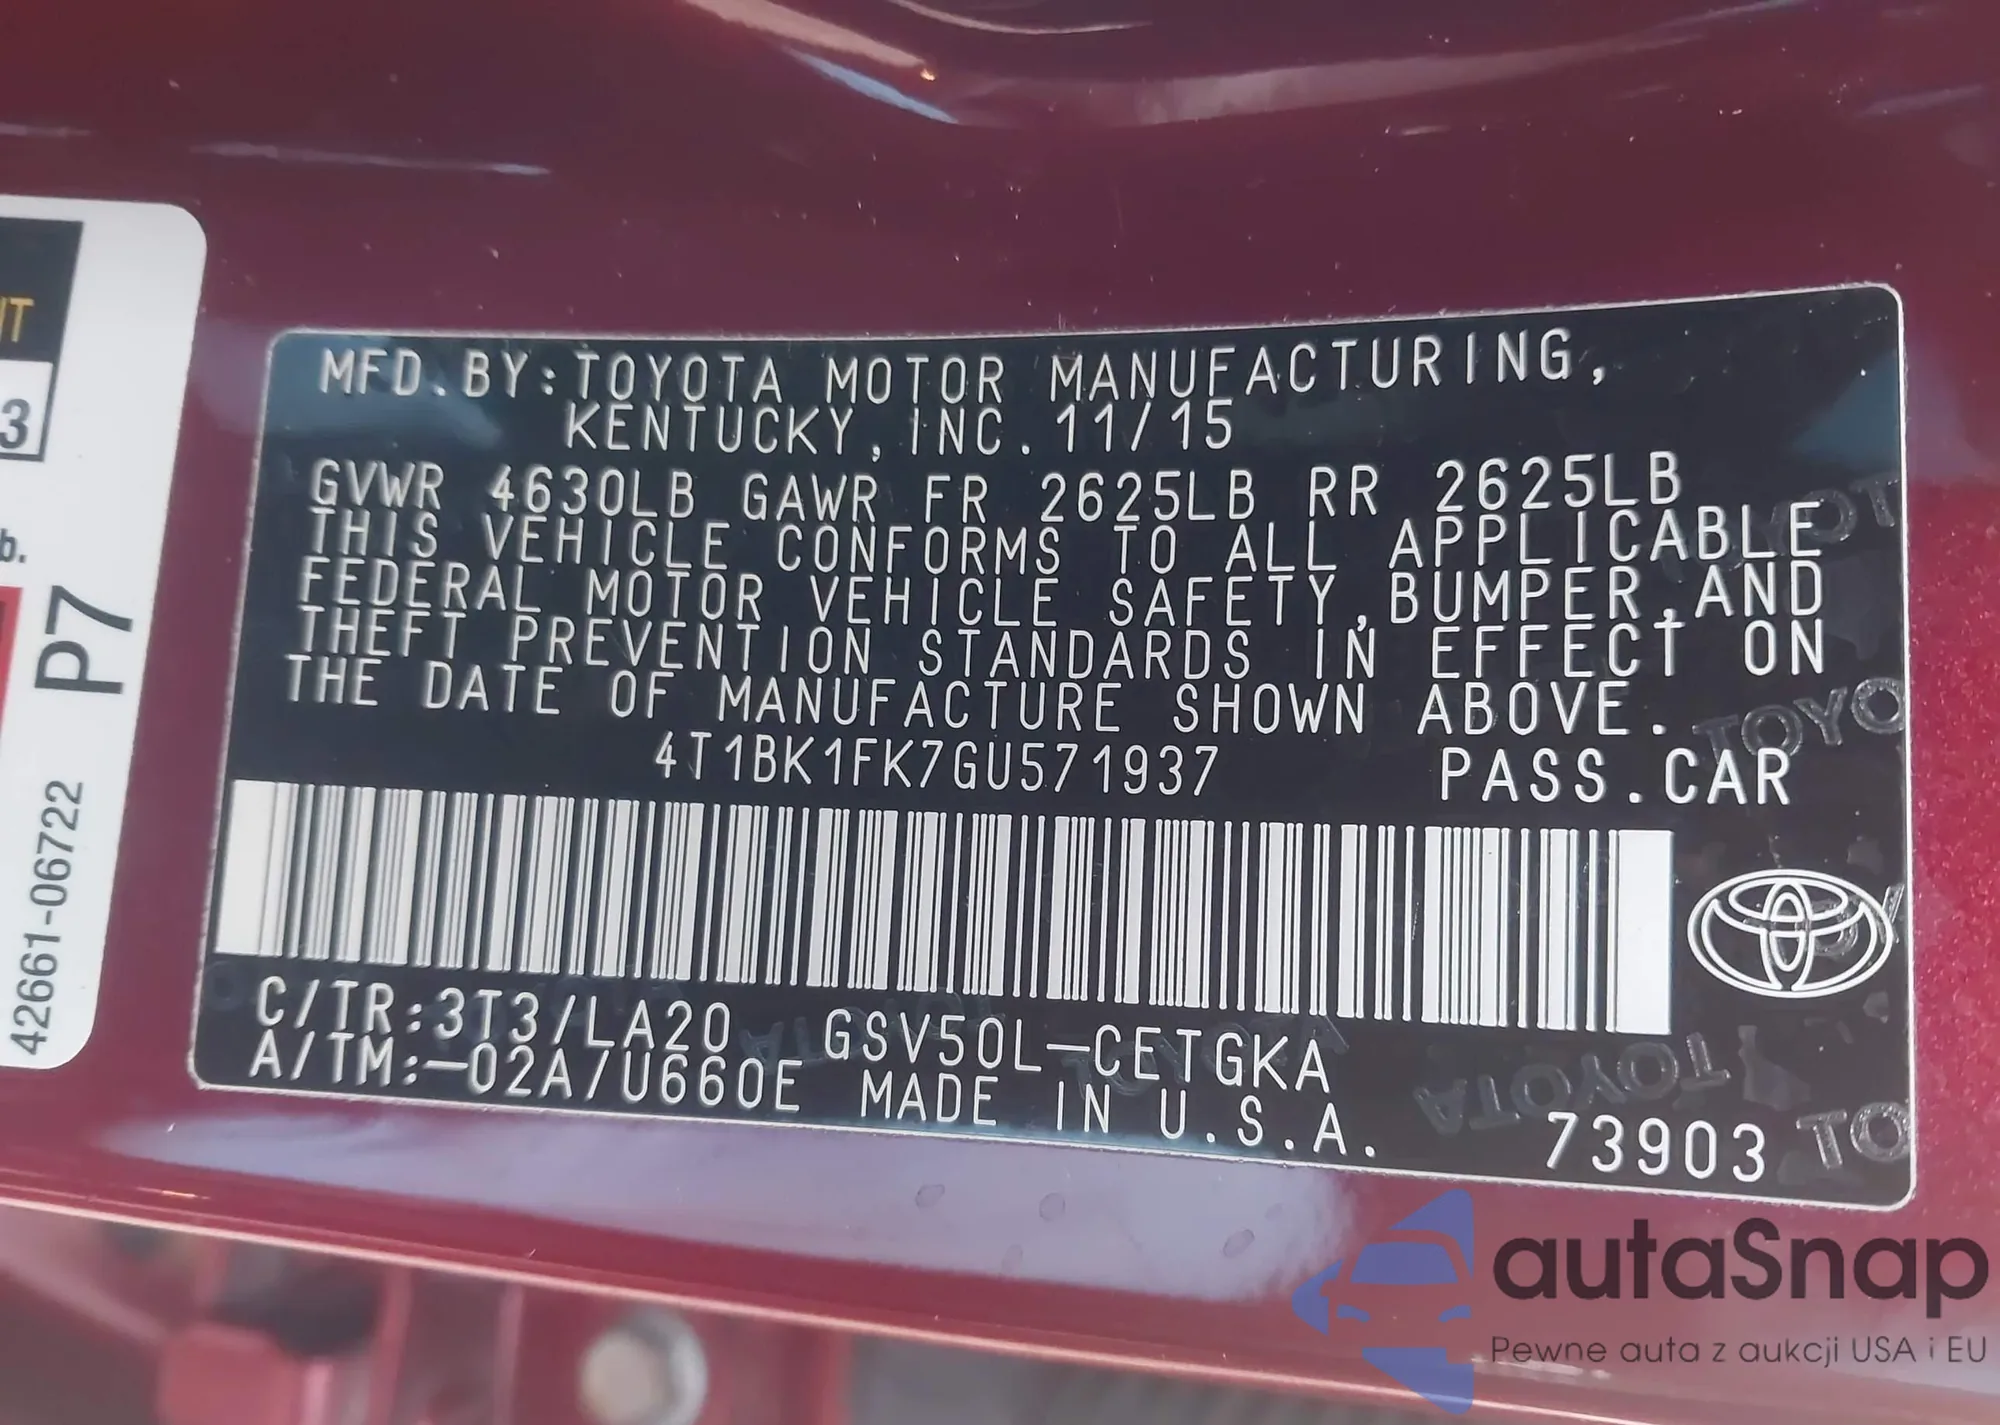 MFD. BY: TOYOTA MOTOR MANUFACTURING,
KENTUCKY, INC. 11/15
GVWR 4630LB GAWR FR 2625LB RR 2625LB
THIS VEHICLE CONFORMS TO ALL APPLICABLE
FEDERAL MOTOR VEHICLE SAFETY, BUMPER, AND
THEFT PREVENTION STANDARDS IN EFFECT ON
THE DATE OF MANUFACTURE SHOWN ABOVE.
4T1BK1FK7GU571937 PASS. CAR
C/TR: 3T3/LA20 GSV50L-CETGKA
A/TM: -02A/U660E MADE IN U.S.A. 73903
P7
42661-06722
3
b.
TOYO
TOYOTA
autaSnap
Pewne auta z aukcji USA i EU